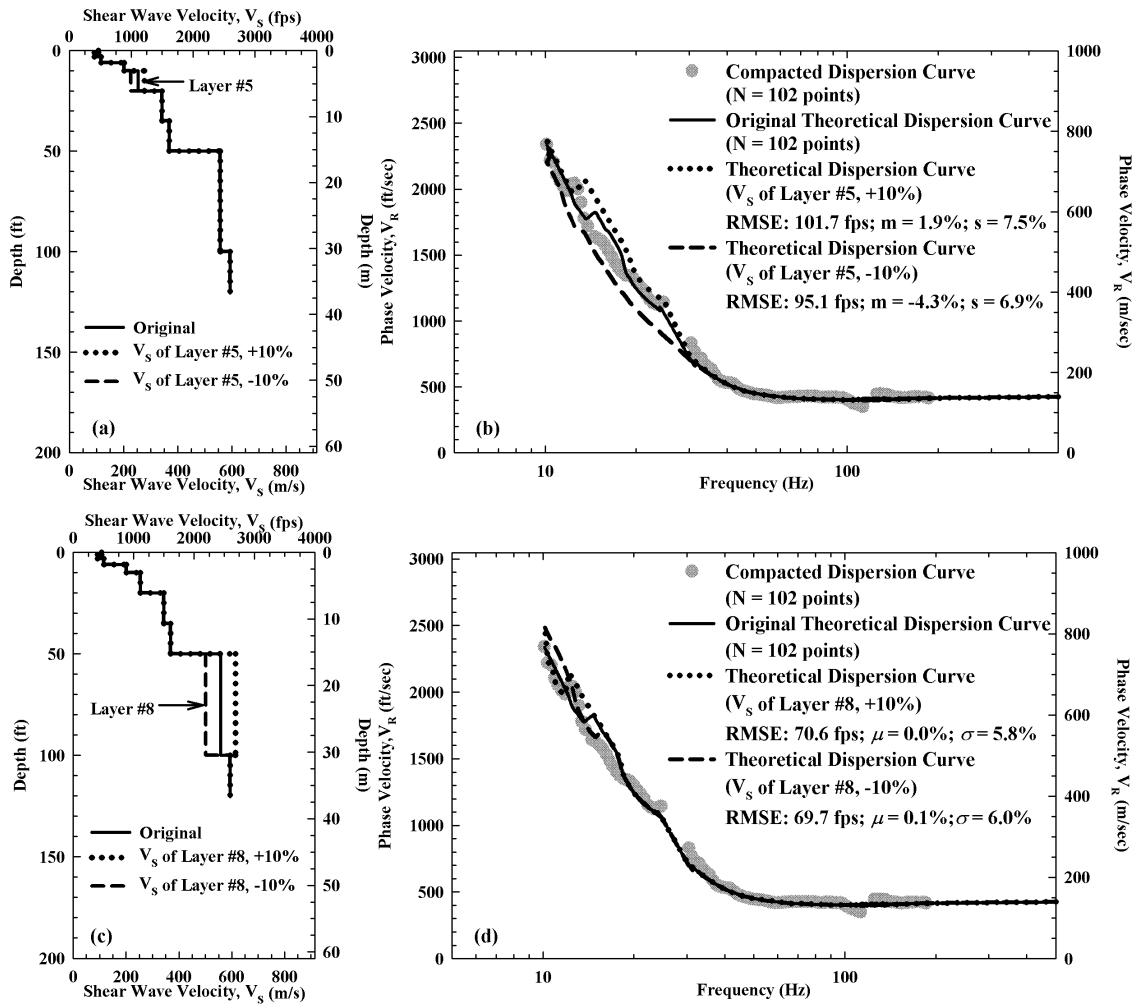 Shear Wave Velocity, VS (fps)
0 1000 2000 3000 4000
0
50
100
150
200
Depth (ft)
0
10
20
30
40
50
60
Depth (m)
Layer #5
Original
VS of Layer #5, +10%
VS of Layer #5, -10%
(a)
0 200 400 600 800
Shear Wave Velocity, VS (m/s)
3000
2500
2000
1500
1000
500
0
Phase Velocity,VR (ft/sec)
1000
800
600
400
200
0
Phase Velocity, VR (m/sec)
Compacted Dispersion Curve
(N = 102 points)
Original Theoretical Dispersion Curve
(N = 102 points)
Theoretical Dispersion Curve
(VS of Layer #5, +10%)
RMSE: 101.7 fps; m = 1.9%; s = 7.5%
Theoretical Dispersion Curve
(VS of Layer #5, -10%)
RMSE: 95.1 fps; m = -4.3%; s = 6.9%
(b)
10 100
Frequency (Hz)
Shear Wave Velocity, VS (fps)
0 1000 2000 3000 4000
0
50
100
150
200
Depth (ft)
0
10
20
30
40
50
60
Depth (m)
Layer #8
Original
VS of Layer #8, +10%
VS of Layer #8, -10%
(c)
0 200 400 600 800
Shear Wave Velocity, VS (m/s)
3000
2500
2000
1500
1000
500
0
Phase Velocity,VR (ft/sec)
1000
800
600
400
200
0
Phase Velocity, VR (m/sec)
Compacted Dispersion Curve
(N = 102 points)
Original Theoretical Dispersion Curve
(N = 102 points)
Theoretical Dispersion Curve
(VS of Layer #8, +10%)
RMSE: 70.6 fps; μ = 0.0%; σ = 5.8%
Theoretical Dispersion Curve
(VS of Layer #8, -10%)
RMSE: 69.7 fps; μ = 0.1%;σ = 6.0%
(d)
10 100
Frequency (Hz)